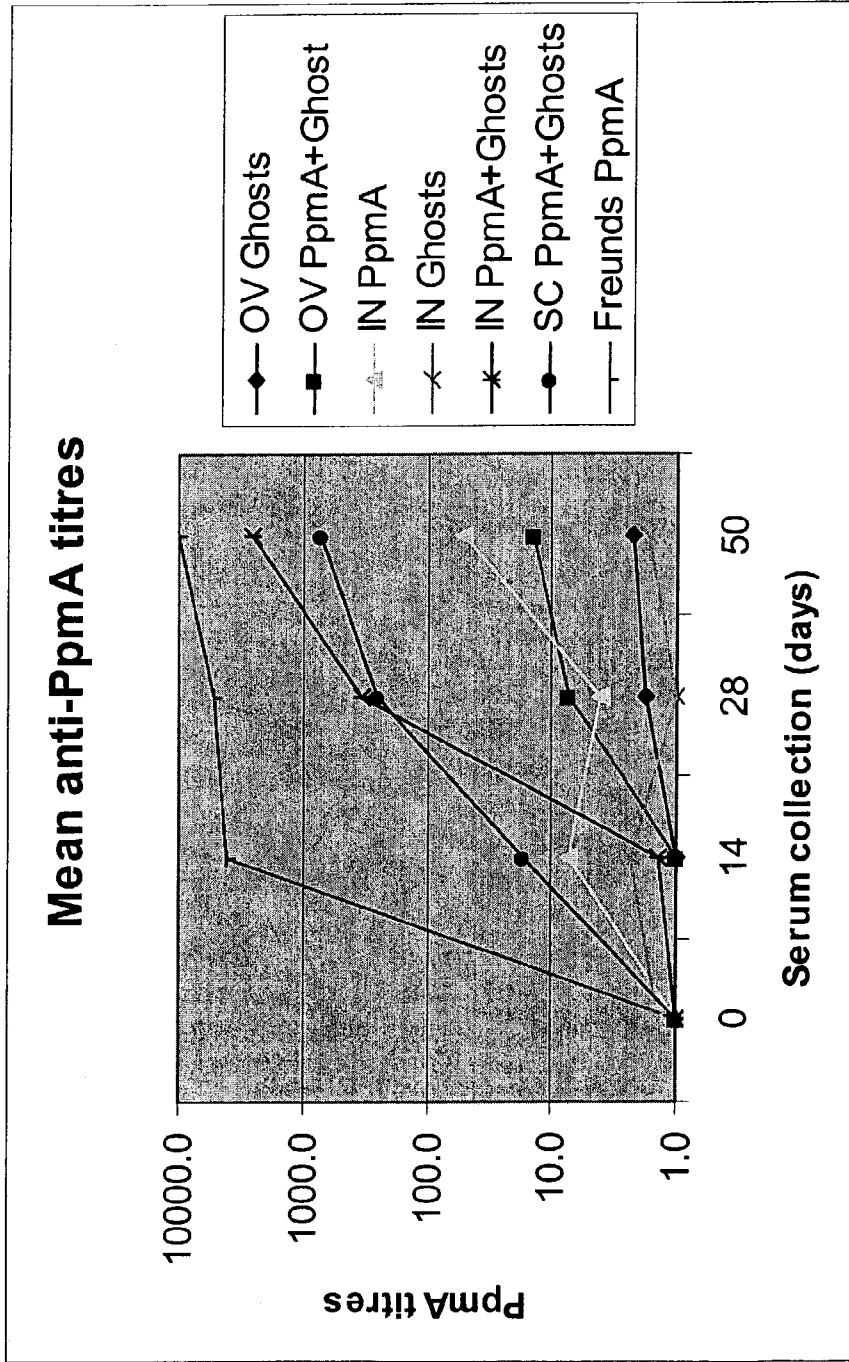 Mean anti-PpmA titres
PpmA titres
10000.0
1000.0
100.0
10.0
1.0
0
14
28
50
Serum collection (days)
OV Ghosts
OV PpmA+Ghost
IN PpmA
IN Ghosts
IN PpmA+Ghosts
SC PpmA+Ghosts
Freunds PpmA